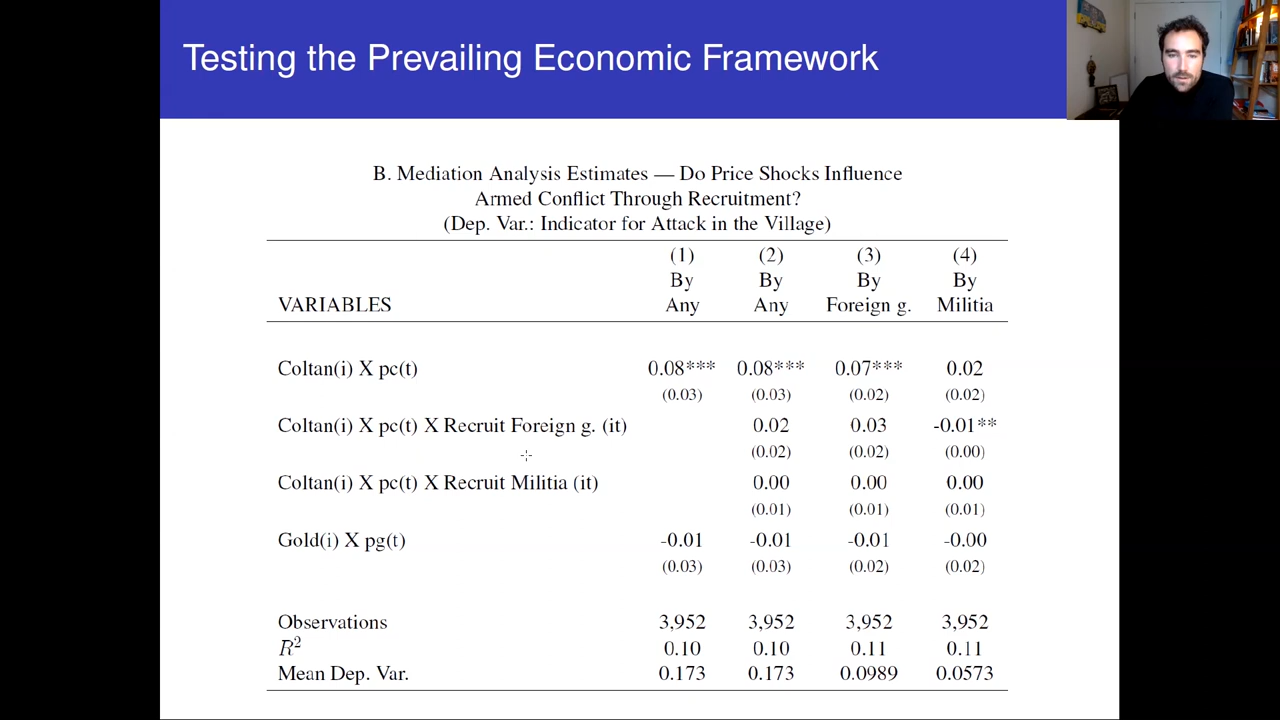 Testing the Prevailing Economic Framework
B. Mediation Analysis Estimates — Do Price Shocks Influence
Armed Conflict Through Recruitment?
(Dep. Var.: Indicator for Attack in the Village)
(1) (2) (3) (4)
By By By By
VARIABLES Any Any Foreign g. Militia
Coltan(i) X pc(t) 0.08*** 0.08*** 0.07*** 0.02
(0.03) (0.03) (0.02) (0.02)
Coltan(i) X pc(t) X Recruit Foreign g. (it) 0.02 0.03 -0.01**
(0.02) (0.02) (0.00)
Coltan(i) X pc(t) X Recruit Militia (it) 0.00 0.00 0.00
(0.01) (0.01) (0.01)
Gold(i) X pg(t) -0.01 -0.01 -0.01 -0.00
(0.03) (0.03) (0.02) (0.02)
Observations 3,952 3,952 3,952 3,952
R² 0.10 0.10 0.11 0.11
Mean Dep. Var. 0.173 0.173 0.0989 0.0573